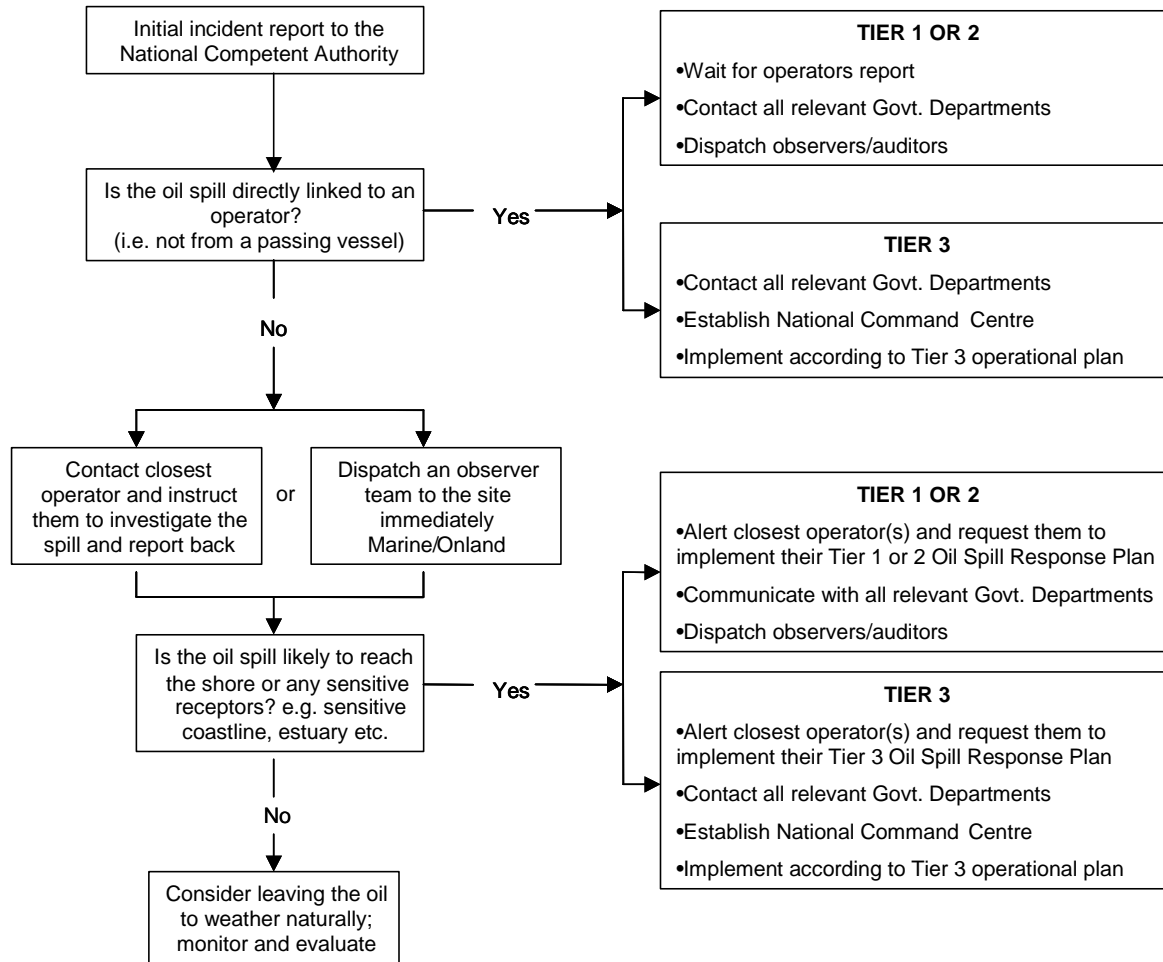 Initial incident report to the
National Competent Authority
Is the oil spill directly linked to an
operator?
(i.e. not from a passing vessel)
Yes
TIER 1 OR 2
•Wait for operators report
•Contact all relevant Govt. Departments
•Dispatch observers/auditors
TIER 3
•Contact all relevant Govt. Departments
•Establish National Command Centre
•Implement according to Tier 3 operational plan
No
Contact closest
operator and instruct
them to investigate the
spill and report back
or
Dispatch an observer
team to the site
immediately
Marine/Onland
Is the oil spill likely to reach
the shore or any sensitive
receptors? e.g. sensitive
coastline, estuary etc.
Yes
TIER 1 OR 2
•Alert closest operator(s) and request them to
implement their Tier 1 or 2 Oil Spill Response Plan
•Communicate with all relevant Govt. Departments
•Dispatch observers/auditors
TIER 3
•Alert closest operator(s) and request them to
implement their Tier 3 Oil Spill Response Plan
•Contact all relevant Govt. Departments
•Establish National Command Centre
•Implement according to Tier 3 operational plan
No
Consider leaving the oil
to weather naturally;
monitor and evaluate